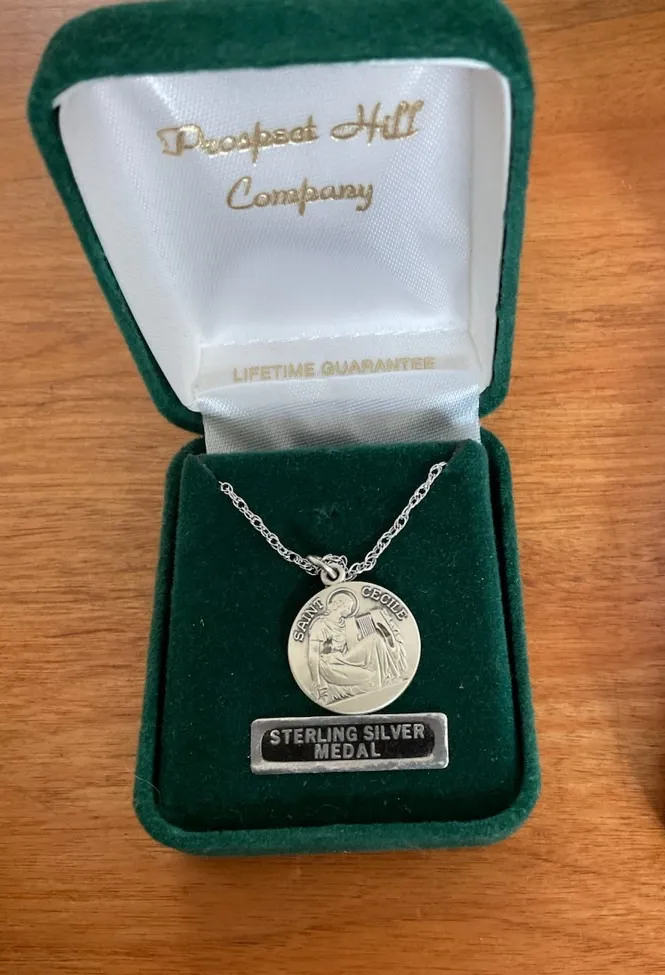 Prospect Hill
Company
LIFETIME GUARANTEE
SAINT CECILE
STERLING SILVER
MEDAL